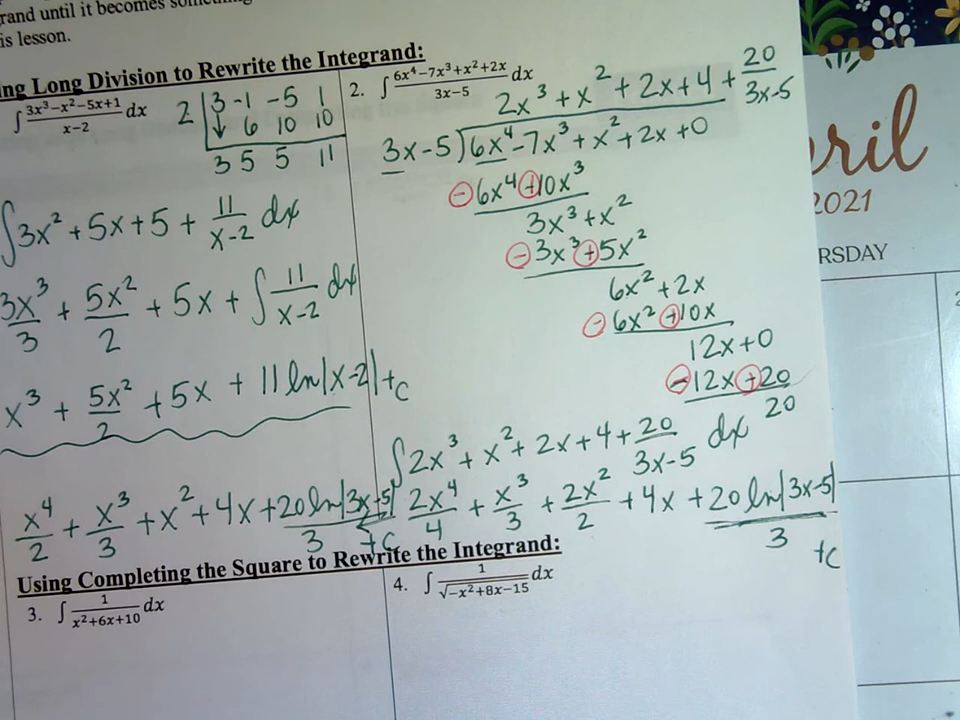 rand until it becomes
is lesson.
ng Long Division to Rewrite the Integrand:
∫ (3x³−x²−5x+1)/(x−2) dx
2 | 3 -1 -5 1
↓ 6 10 10
3 5 5 11
∫ 3x² + 5x + 5 + 11/(x-2) dx
3x³/3 + 5x²/2 + 5x + ∫ 11/(x-2) dx
x³ + 5x²/2 + 5x + 11 ln|x-2| + c
2. ∫ (6x⁴−7x³+x²+2x)/(3x−5) dx
2x³ + x² + 2x + 4 + 20/(3x-5)
3x-5 ) 6x⁴ - 7x³ + x² + 2x + 0
- 6x⁴ + 10x³
3x³ + x²
- 3x³ + 5x²
6x² + 2x
- 6x² + 10x
12x + 0
- 12x + 20
20
∫ 2x³ + x² + 2x + 4 + 20/(3x-5) dx
2x⁴/4 + x³/3 + 2x²/2 + 4x + 20 ln|3x-5|/3 + c
x⁴/2 + x³/3 + x² + 4x + 20 ln|3x+5|/3 + c
Using Completing the Square to Rewrite the Integrand:
3. ∫ 1/(x²+6x+10) dx
4. ∫ 1/√(−x²+8x−15) dx
ril
2021
RSDAY